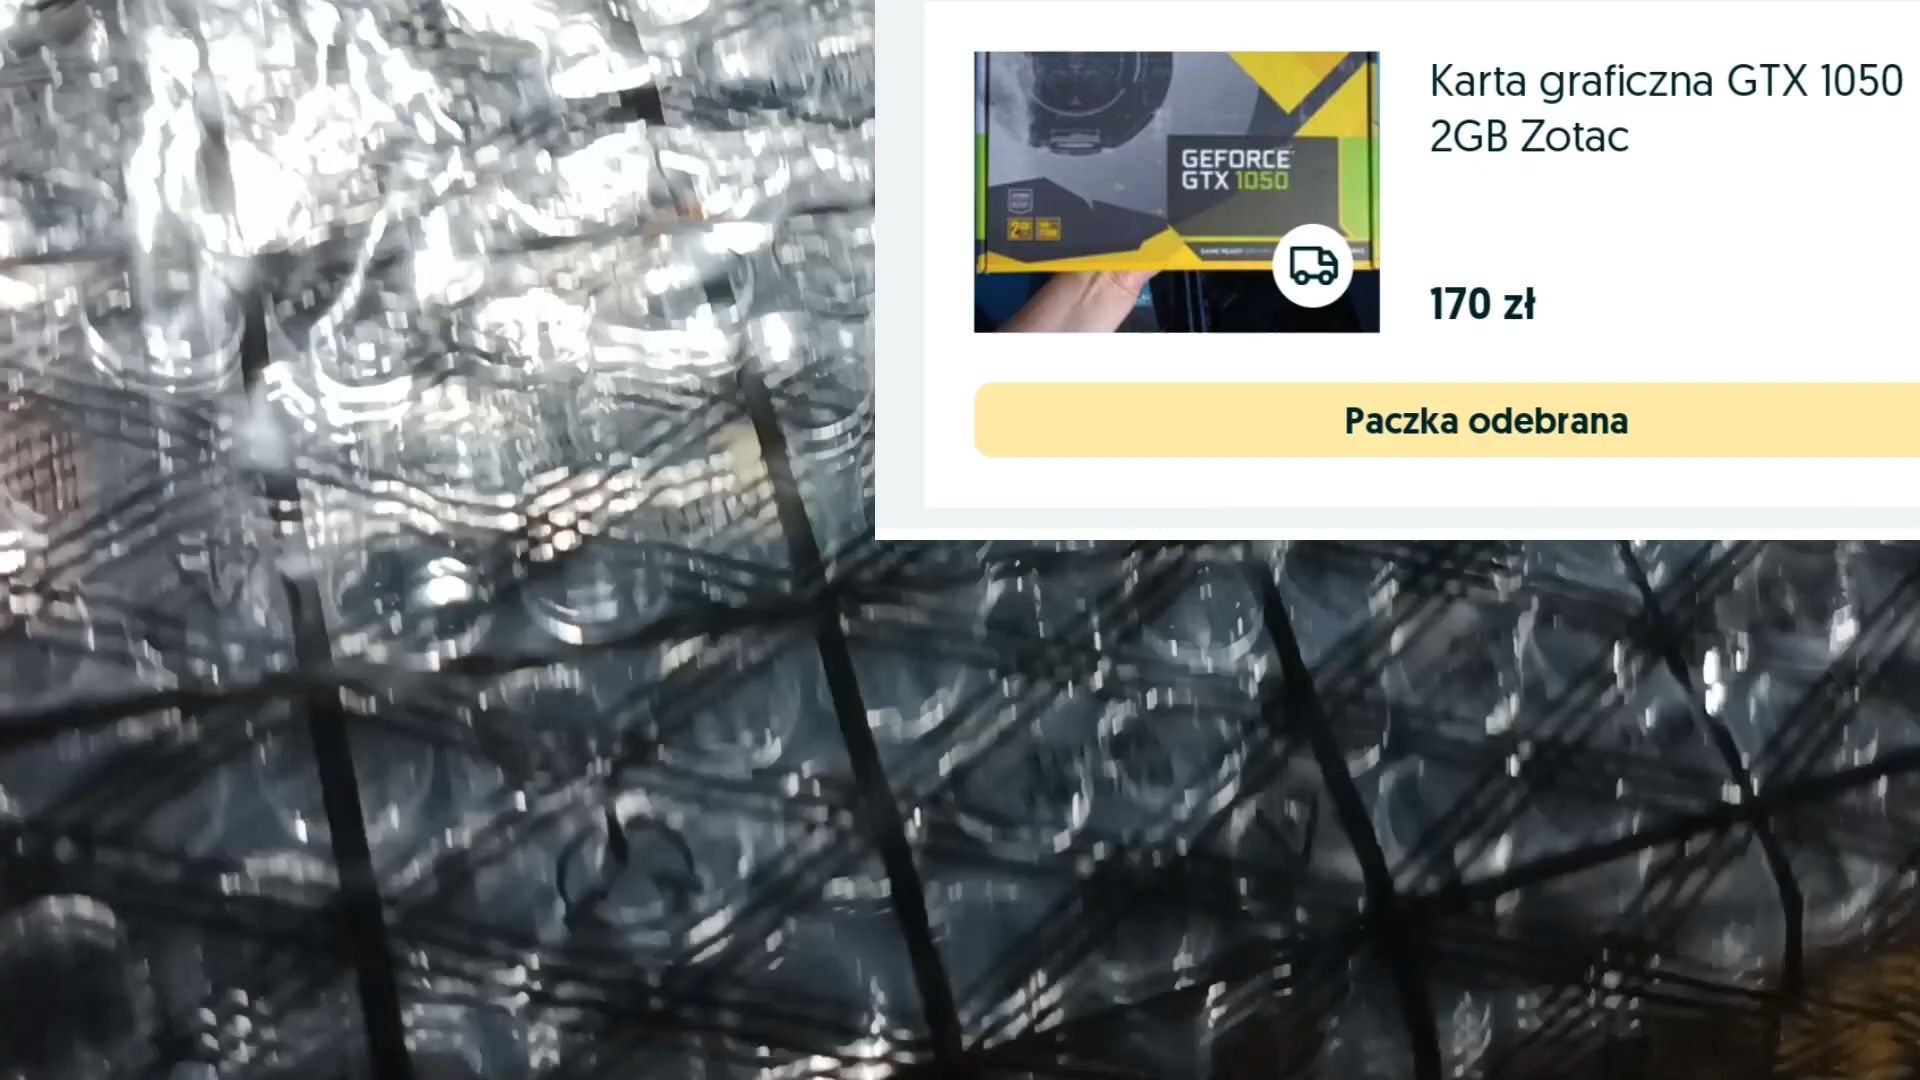 Karta graficzna GTX 1050
2GB Zotac
GEFORCE
GTX 1050
170 zł
Paczka odebrana